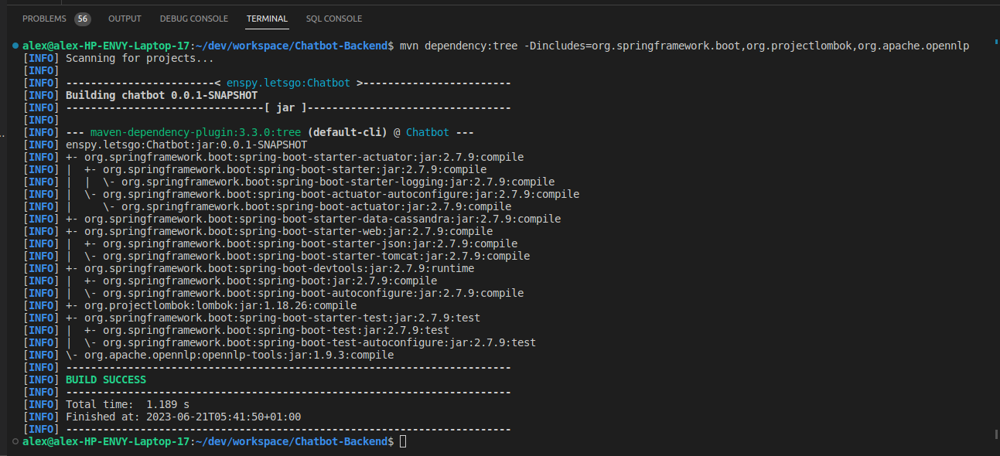 PROBLEMS 56 OUTPUT DEBUG CONSOLE TERMINAL SQL CONSOLE
alex@alex-HP-ENVY-Laptop-17:~/dev/workspace/Chatbot-Backend$ mvn dependency:tree -Dincludes=org.springframework.boot,org.projectlombok,org.apache.opennlp
[INFO] Scanning for projects...
[INFO]
[INFO] ------------------------< enspy.letsgo:Chatbot >------------------------
[INFO] Building chatbot 0.0.1-SNAPSHOT
[INFO] --------------------------------[ jar ]---------------------------------
[INFO]
[INFO] --- maven-dependency-plugin:3.3.0:tree (default-cli) @ Chatbot ---
[INFO] enspy.letsgo:Chatbot:jar:0.0.1-SNAPSHOT
[INFO] +- org.springframework.boot:spring-boot-starter-actuator:jar:2.7.9:compile
[INFO] |  +- org.springframework.boot:spring-boot-starter:jar:2.7.9:compile
[INFO] |  |  \- org.springframework.boot:spring-boot-starter-logging:jar:2.7.9:compile
[INFO] |  \- org.springframework.boot:spring-boot-actuator-autoconfigure:jar:2.7.9:compile
[INFO] |     \- org.springframework.boot:spring-boot-actuator:jar:2.7.9:compile
[INFO] +- org.springframework.boot:spring-boot-starter-data-cassandra:jar:2.7.9:compile
[INFO] +- org.springframework.boot:spring-boot-starter-web:jar:2.7.9:compile
[INFO] |  +- org.springframework.boot:spring-boot-starter-json:jar:2.7.9:compile
[INFO] |  \- org.springframework.boot:spring-boot-starter-tomcat:jar:2.7.9:compile
[INFO] +- org.springframework.boot:spring-boot-devtools:jar:2.7.9:runtime
[INFO] |  +- org.springframework.boot:spring-boot:jar:2.7.9:compile
[INFO] |  \- org.springframework.boot:spring-boot-autoconfigure:jar:2.7.9:compile
[INFO] +- org.projectlombok:lombok:jar:1.18.26:compile
[INFO] +- org.springframework.boot:spring-boot-starter-test:jar:2.7.9:test
[INFO] |  +- org.springframework.boot:spring-boot-test:jar:2.7.9:test
[INFO] |  \- org.springframework.boot:spring-boot-test-autoconfigure:jar:2.7.9:test
[INFO] \- org.apache.opennlp:opennlp-tools:jar:1.9.3:compile
[INFO] ------------------------------------------------------------------------
[INFO] BUILD SUCCESS
[INFO] ------------------------------------------------------------------------
[INFO] Total time:  1.189 s
[INFO] Finished at: 2023-06-21T05:41:50+01:00
[INFO] ------------------------------------------------------------------------
alex@alex-HP-ENVY-Laptop-17:~/dev/workspace/Chatbot-Backend$